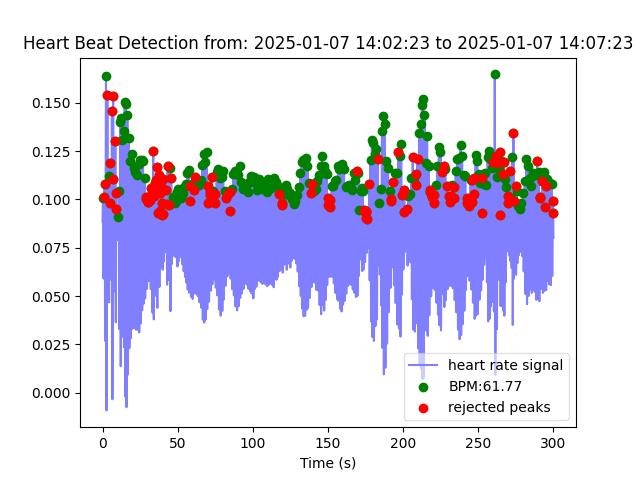 Heart Beat Detection from: 2025-01-07 14:02:23 to 2025-01-07 14:07:23
0.150
0.125
0.100
0.075
0.050
0.025
0.000
heart rate signal
BPM:61.77
rejected peaks
0 50 100 150 200 250 300
Time (s)